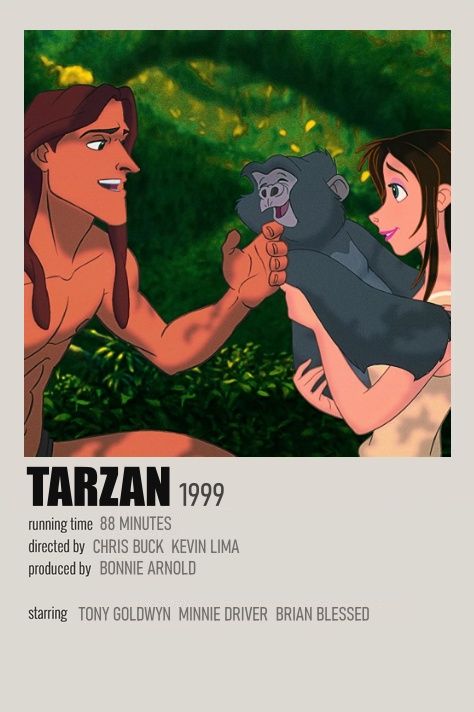 TARZAN 1999
running time 88 MINUTES
directed by CHRIS BUCK KEVIN LIMA
produced by BONNIE ARNOLD
starring TONY GOLDWYN MINNIE DRIVER BRIAN BLESSED